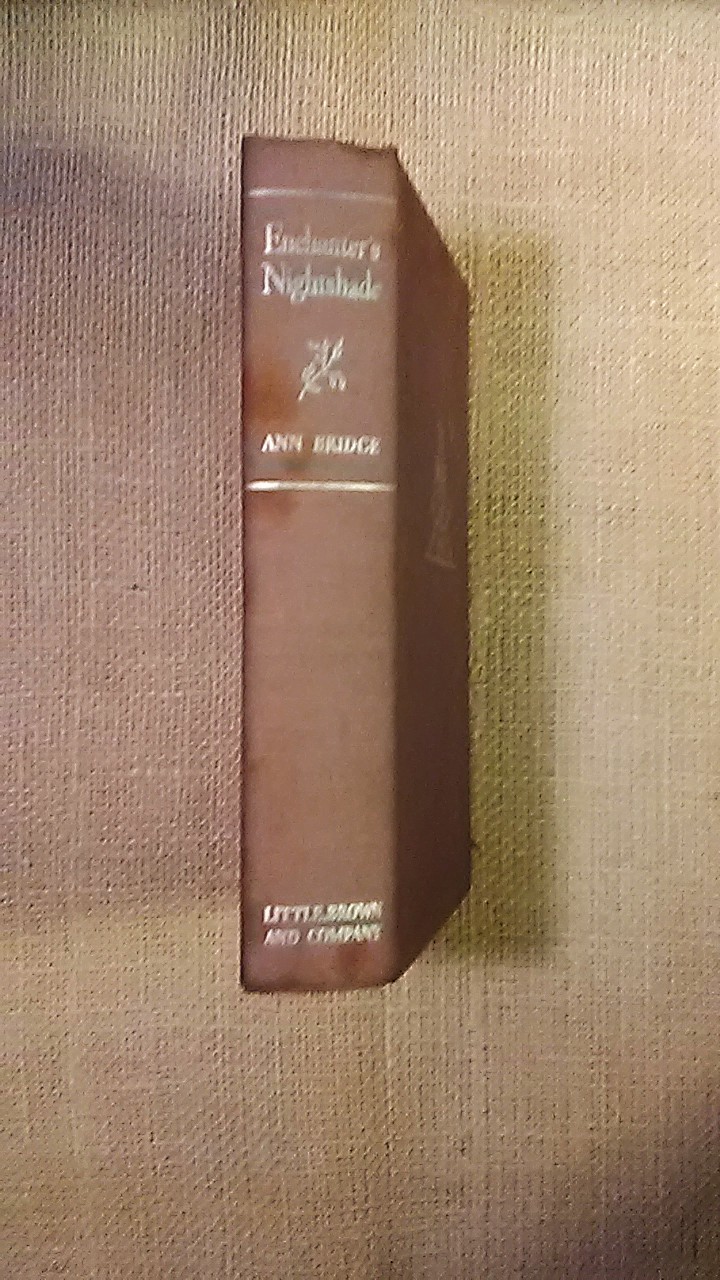 Enchanter's
Nightshade
ANN BRIDGE
LITTLE, BROWN
AND COMPANY